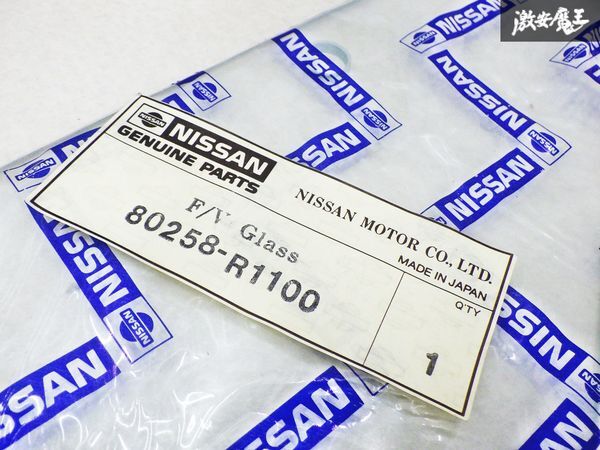 激安魔王
NISSAN
GENUINE PARTS
NISSAN MOTOR CO., LTD.
MADE IN JAPAN
F/V Glass
80258-R1100
Q'TY
1
NISSAN
NISSAN
NISSAN
NISSAN
NISSAN
NISSAN
NISSAN